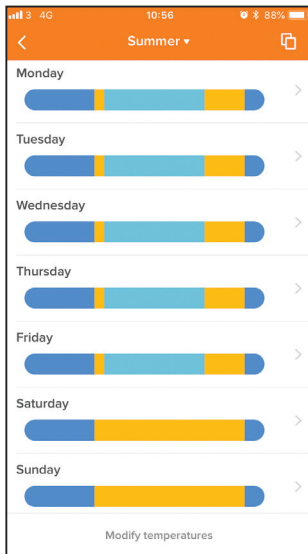 3 4G 10:56 88%
Summer
Monday
Tuesday
Wednesday
Thursday
Friday
Saturday
Sunday
Modify temperatures